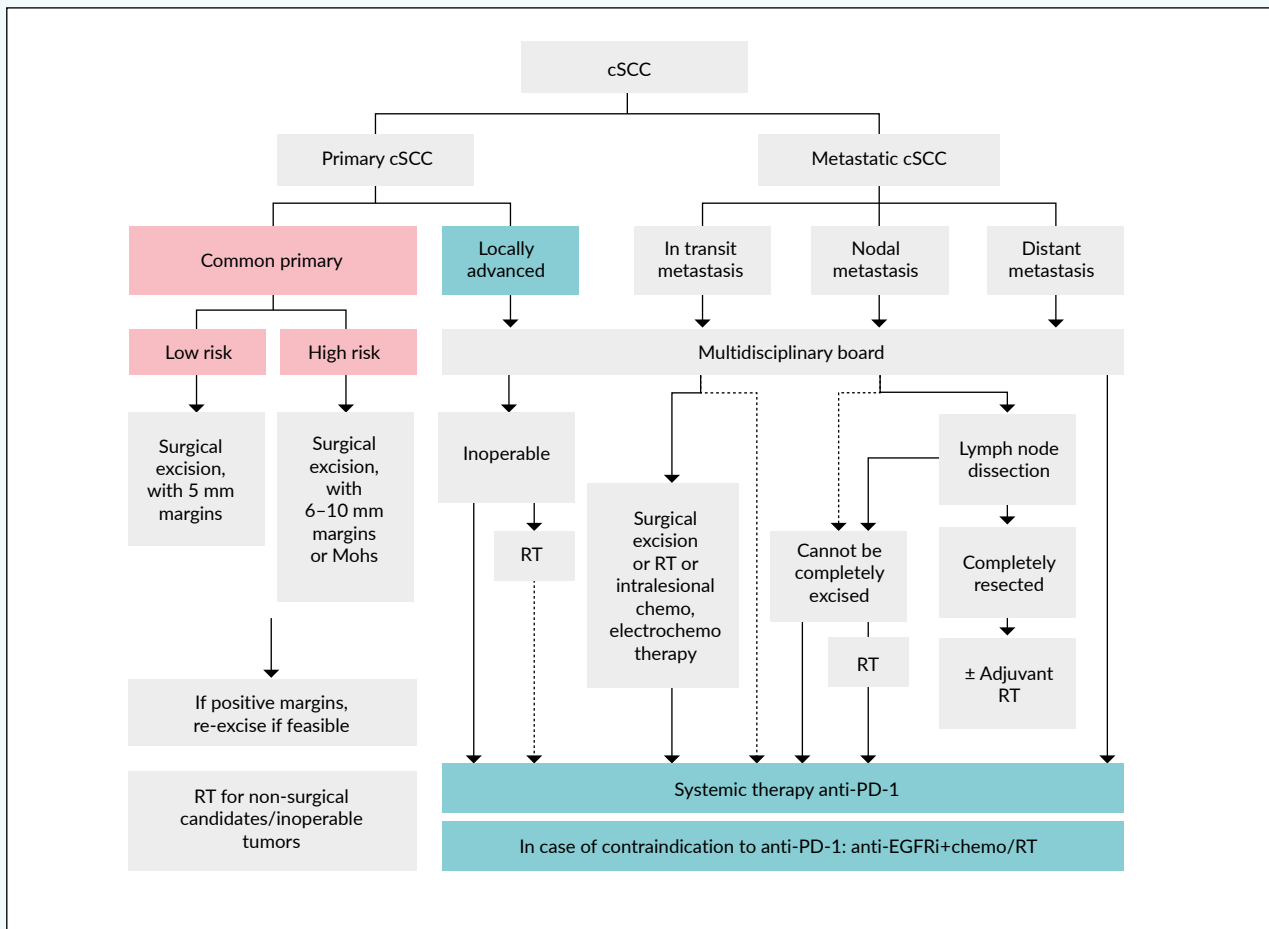 cSCC
Primary cSCC
Metastatic cSCC
Common primary
Locally
advanced
In transit
metastasis
Nodal
metastasis
Distant
metastasis
Low risk
High risk
Multidisciplinary board
Surgical
excision,
with 5 mm
margins
Surgical
excision,
with
6–10 mm
margins
or Mohs
Inoperable
RT
Surgical
excision
or RT or
intralesional
chemo,
electrochemo
therapy
Cannot be
completely
excised
RT
Lymph node
dissection
Completely
resected
± Adjuvant
RT
If positive margins,
re-excise if feasible
RT for non-surgical
candidates/inoperable
tumors
Systemic therapy anti-PD-1
In case of contraindication to anti-PD-1: anti-EGFRi+chemo/RT